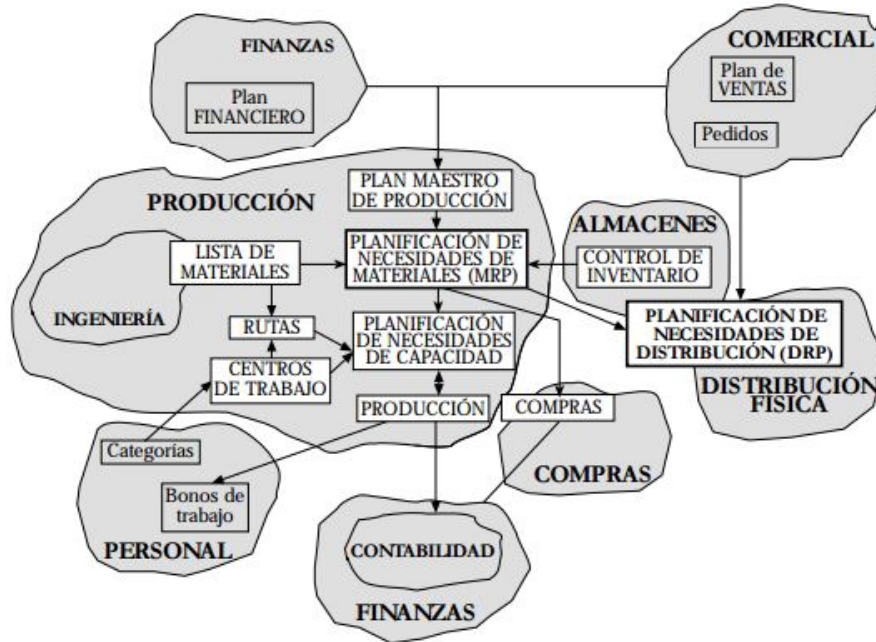 FINANZAS
Plan
FINANCIERO
COMERCIAL
Plan de
VENTAS
Pedidos
PRODUCCIÓN
PLAN MAESTRO
DE PRODUCCIÓN
LISTA DE
MATERIALES
PLANIFICACIÓN DE
NECESIDADES DE
MATERIALES (MRP)
ALMACENES
CONTROL DE
INVENTARIO
INGENIERÍA
RUTAS
PLANIFICACIÓN
DE NECESIDADES
DE CAPACIDAD
PLANIFICACIÓN DE
NECESIDADES DE
DISTRIBUCIÓN (DRP)
CENTROS
DE TRABAJO
DISTRIBUCIÓN
FÍSICA
PRODUCCIÓN
COMPRAS
Categorías
Bonos de
trabajo
PERSONAL
COMPRAS
CONTABILIDAD
FINANZAS